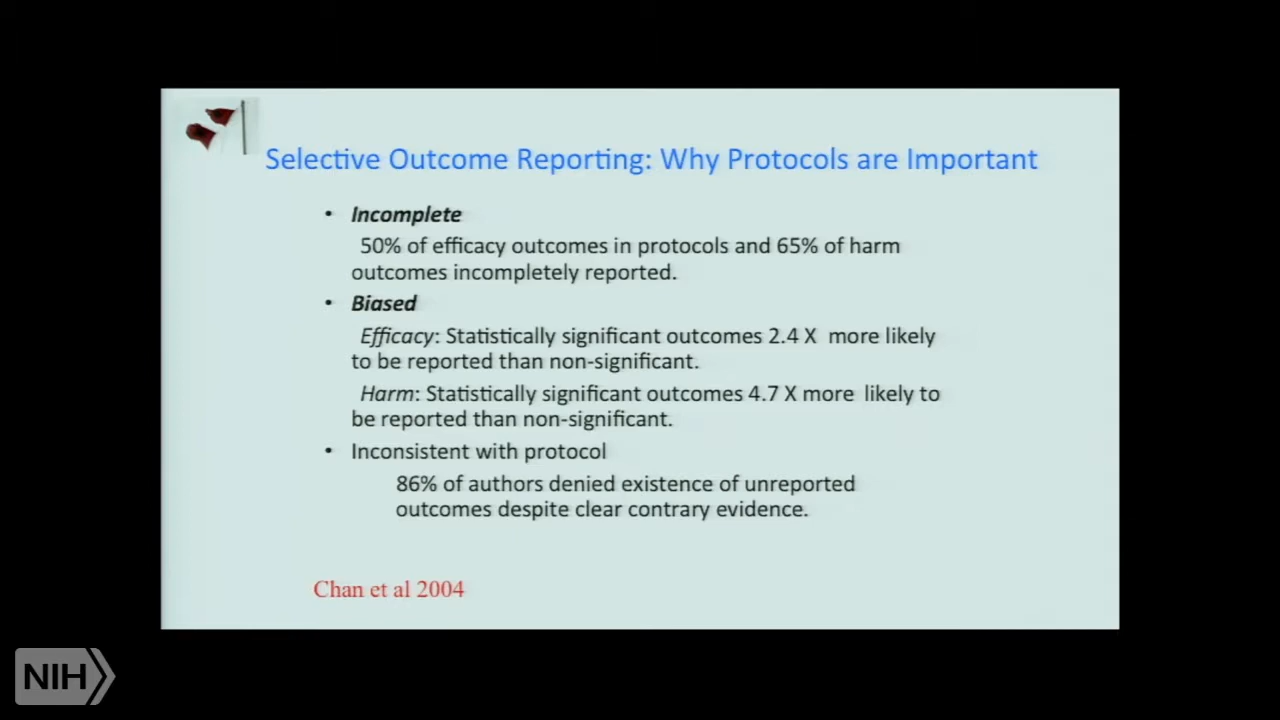 Selective Outcome Reporting: Why Protocols are Important
• Incomplete
50% of efficacy outcomes in protocols and 65% of harm
outcomes incompletely reported.
• Biased
Efficacy: Statistically significant outcomes 2.4 X more likely
to be reported than non-significant.
Harm: Statistically significant outcomes 4.7 X more likely to
be reported than non-significant.
• Inconsistent with protocol
86% of authors denied existence of unreported
outcomes despite clear contrary evidence.
Chan et al 2004
NIH